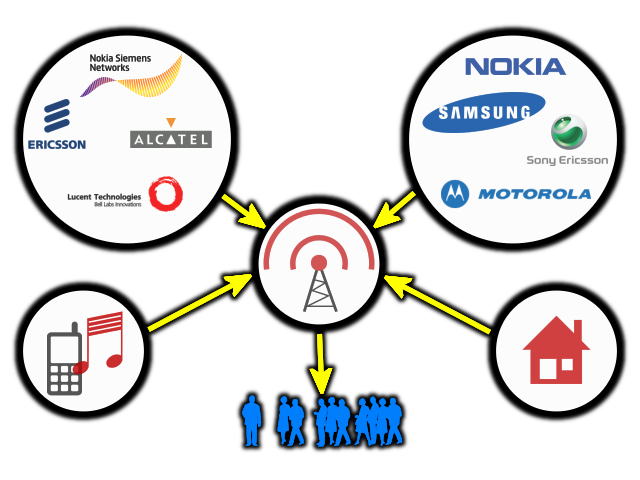 Nokia Siemens
Networks
ERICSSON
ALCATEL
Lucent Technologies
Bell Labs Innovations
NOKIA
SAMSUNG
Sony Ericsson
MOTOROLA